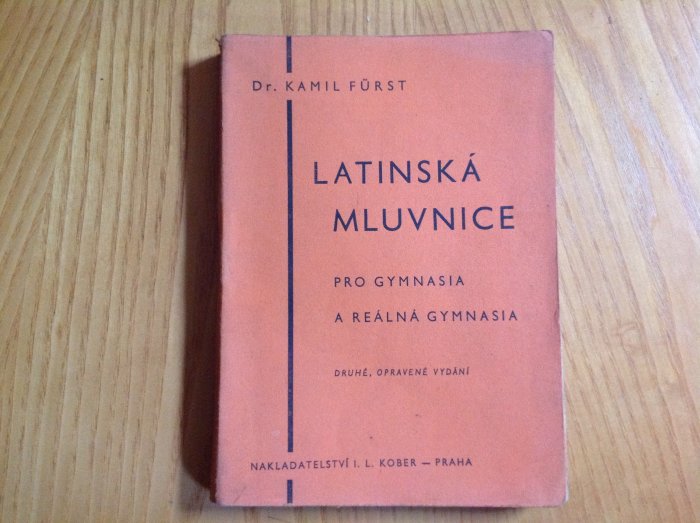 Dr. KAMIL FÜRST
LATINSKÁ
MLUVNICE
PRO GYMNASIA
A REÁLNÁ GYMNASIA
DRUHÉ, OPRAVENÉ VYDÁNÍ
NAKLADATELSTVÍ I. L. KOBER — PRAHA